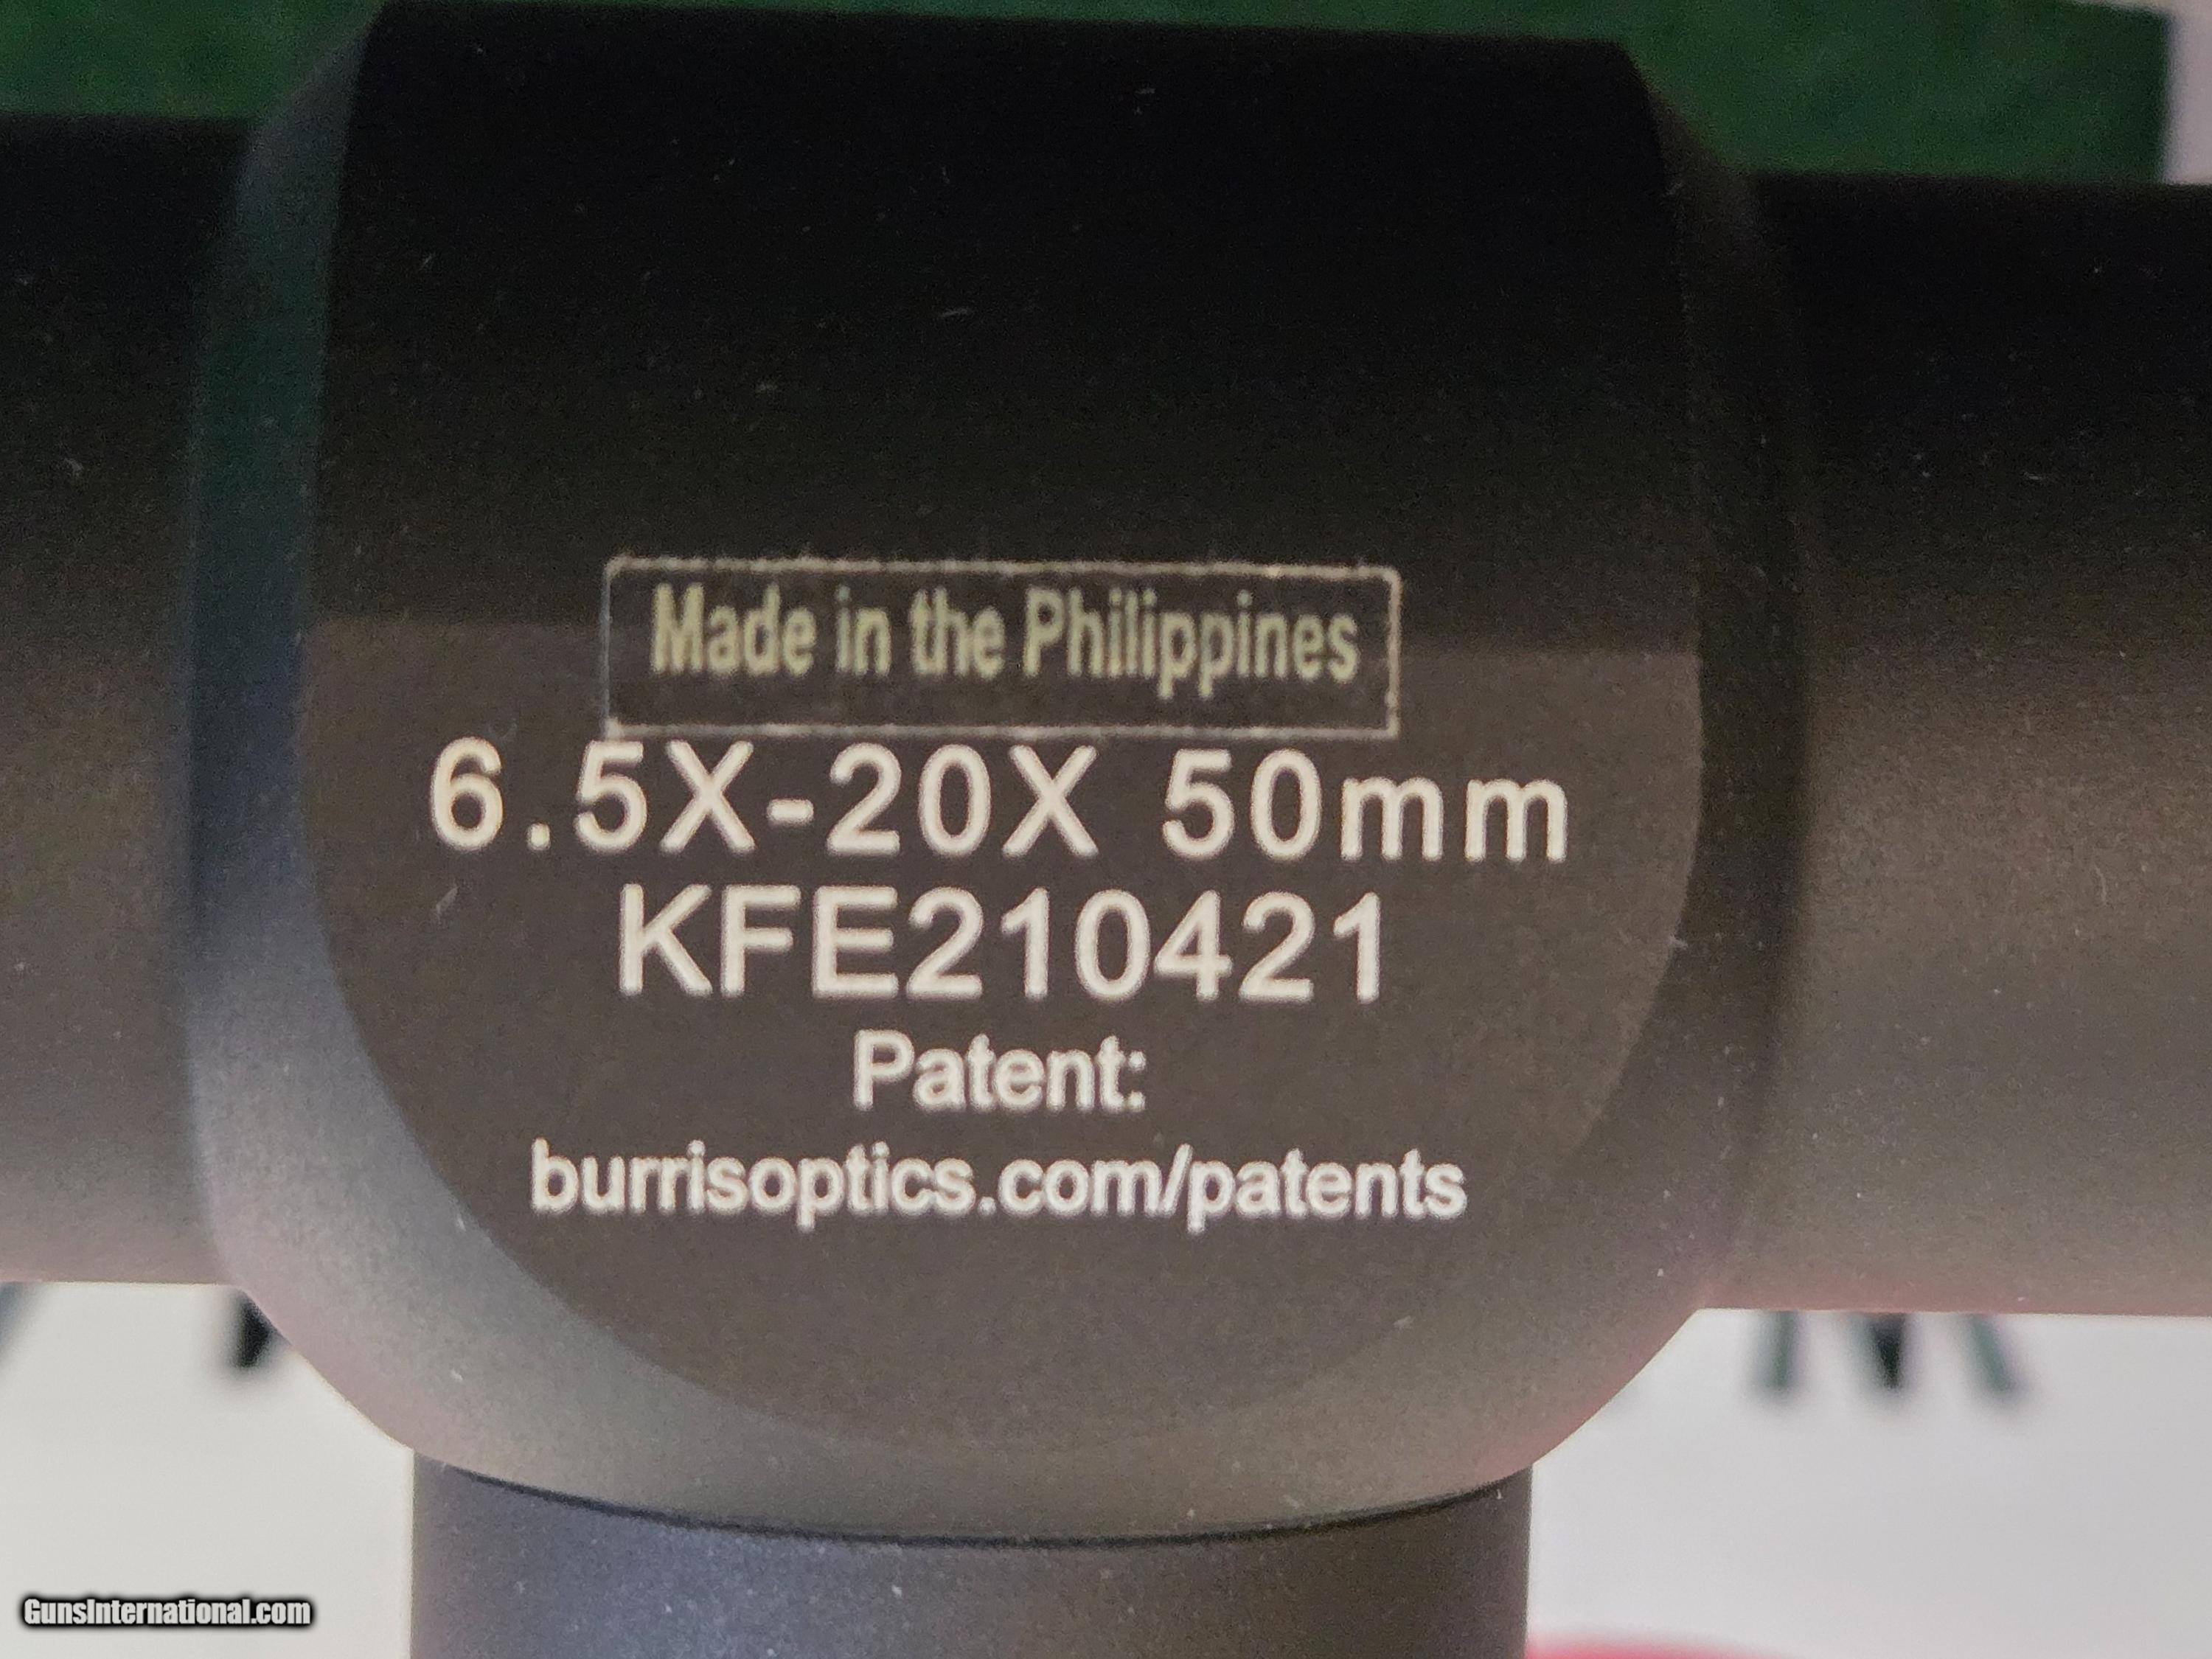 Made in the Philippines
6.5X-20X 50mm
KFE210421
Patent:
burrisoptics.com/patents
GunsInternational.com